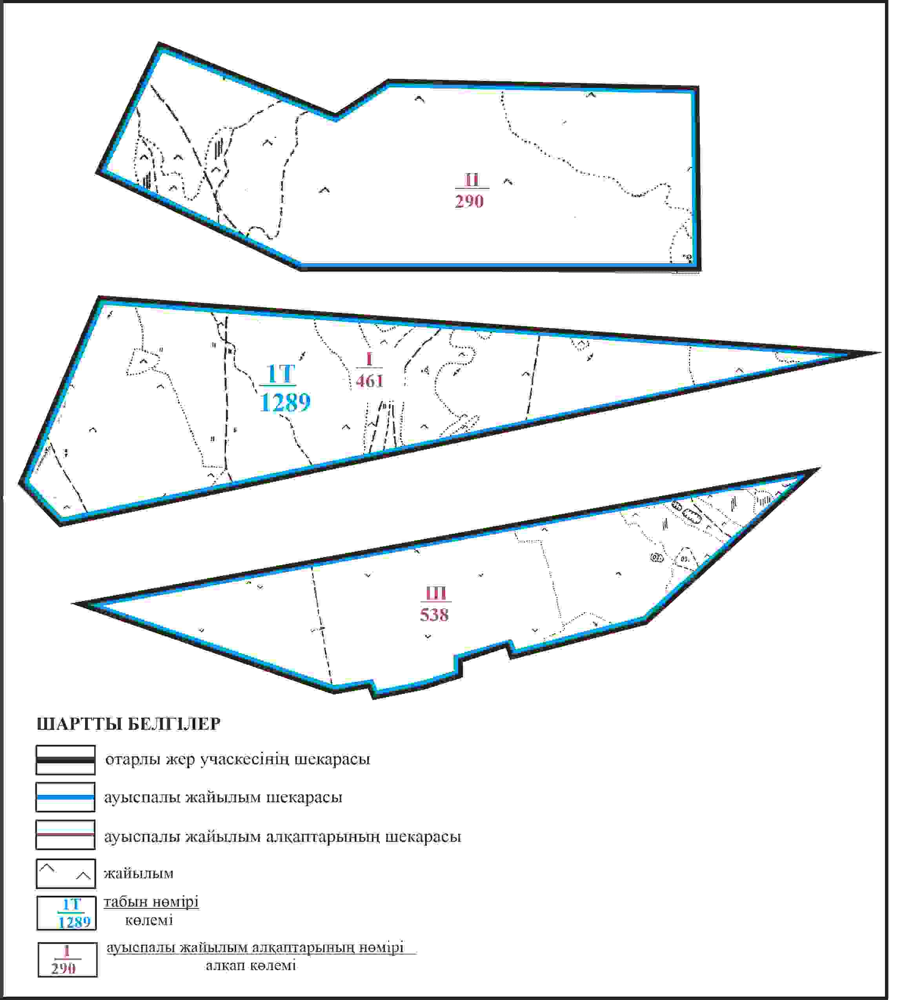 II
290
I
461
1Т
1289
III
538
ШАРТТЫ БЕЛГІЛЕР
отарлы жер учаскесінің шекарасы
ауыспалы жайылым шекарасы
ауыспалы жайылым алқаптарының шекарасы
жайылым
1Т
1289
табын нөмірі
көлемі
I
290
ауыспалы жайылым алқаптарының нөмірі
алқап көлемі